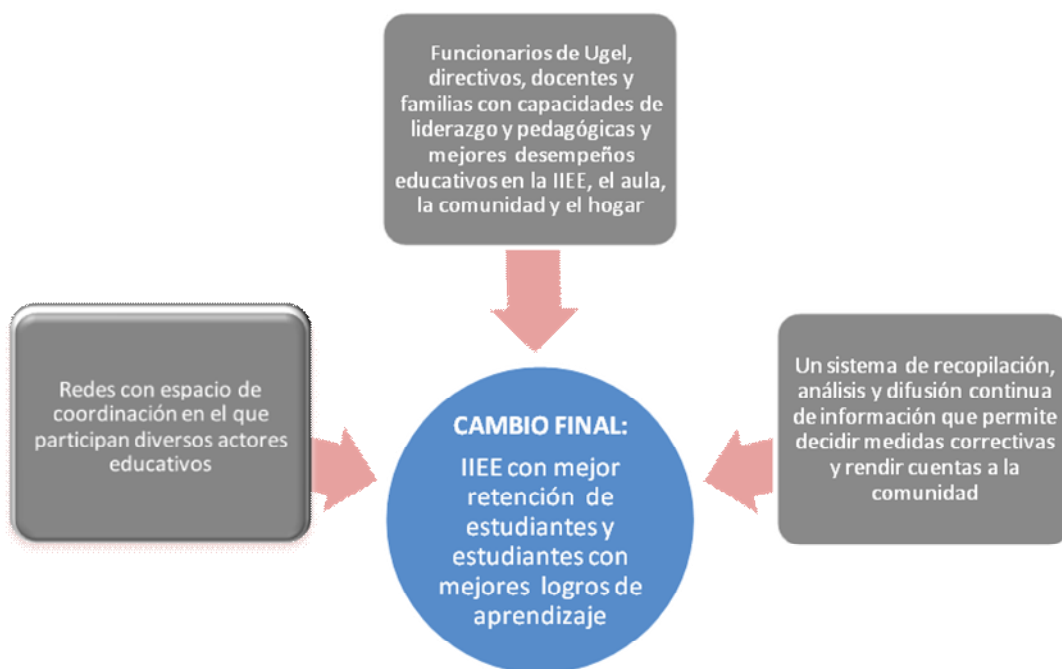 Funcionarios de Ugel,
directivos, docentes y
familias con capacidades de
liderazgo y pedagógicas y
mejores desempeños
educativos en la IIEE, el aula,
la comunidad y el hogar
Redes con espacio de
coordinación en el que
participan diversos actores
educativos
CAMBIO FINAL:
IIEE con mejor
retención de
estudiantes y
estudiantes con
mejores logros de
aprendizaje
Un sistema de recopilación,
análisis y difusión continua
de información que permite
decidir medidas correctivas
y rendir cuentas a la
comunidad